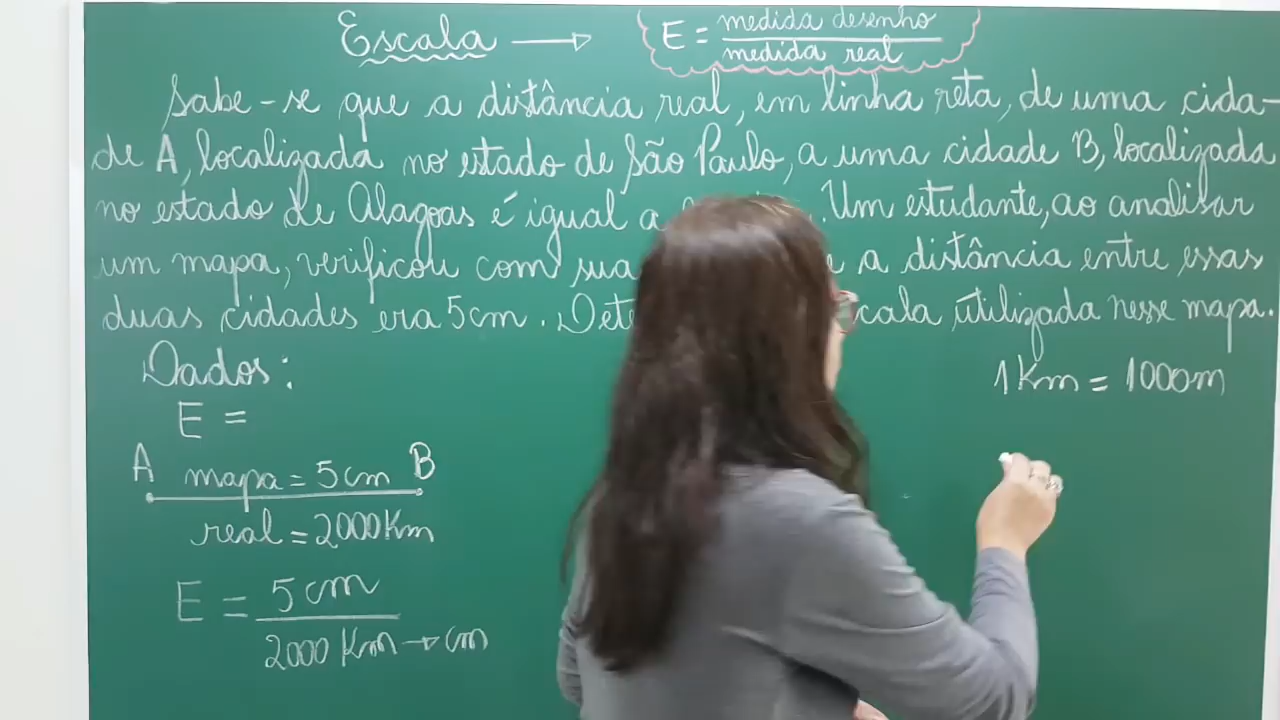 Escala → E = medida desenho
medida real
Sabe-se que a distância real, em linha reta, de uma cida-
de A, localizada no estado de São Paulo, a uma cidade B, localizada
no estado de Alagoas é igual a . Um estudante, ao analisar
um mapa, verificou com sua a distância entre essas
duas cidades era 5cm. utilizada nesse mapa.
Dados:
1Km = 1000m
E =
A mapa = 5cm B
real = 2000Km
E = 5cm
2000 Km → cm